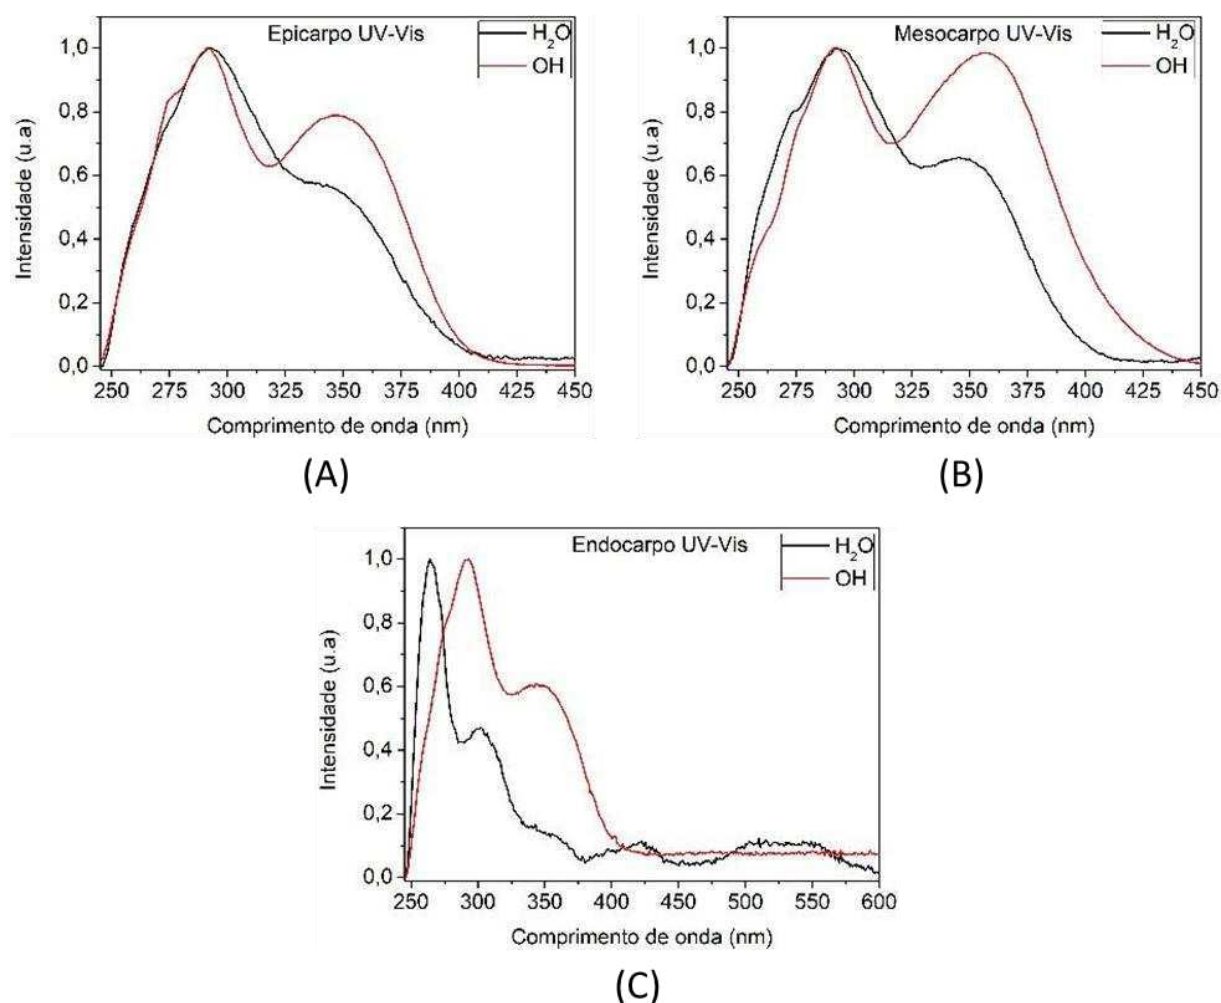 Epicarpo UV-Vis
H₂O
OH
Intensidade (u.a)
1,0
0,8
0,6
0,4
0,2
0,0
250 275 300 325 350 375 400 425 450
Comprimento de onda (nm)
(A)
Mesocarpo UV-Vis
H₂O
OH
Intensidade (u.a)
1,0
0,8
0,6
0,4
0,2
0,0
250 275 300 325 350 375 400 425 450
Comprimento de onda (nm)
(B)
Endocarpo UV-Vis
H₂O
OH
Intensidade (u.a)
1,0
0,8
0,6
0,4
0,2
0,0
250 300 350 400 450 500 550 600
Comprimento de onda (nm)
(C)